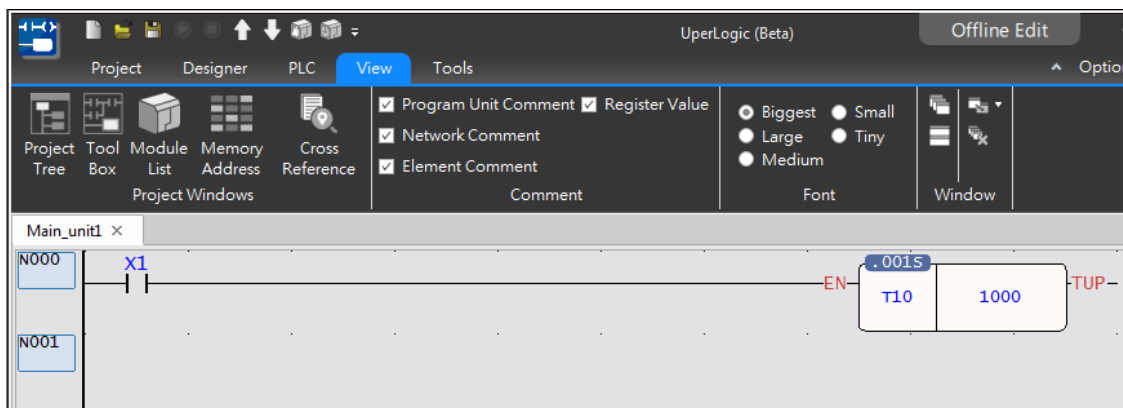 UperLogic (Beta)
Offline Edit
Project Designer PLC View Tools
Optio
Project Tree
Tool Box
Module List
Memory Address
Cross Reference
Project Windows
Program Unit Comment
Register Value
Network Comment
Element Comment
Comment
Biggest
Small
Large
Tiny
Medium
Font
Window
Main_unit1
N000
X1
EN
.001S
T10
1000
TUP
N001